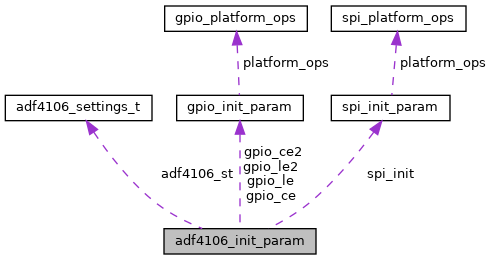 gpio_platform_ops
spi_platform_ops
platform_ops
platform_ops
adf4106_settings_t
gpio_init_param
spi_init_param
adf4106_st
gpio_ce2
gpio_le2
gpio_le
gpio_ce
spi_init
adf4106_init_param